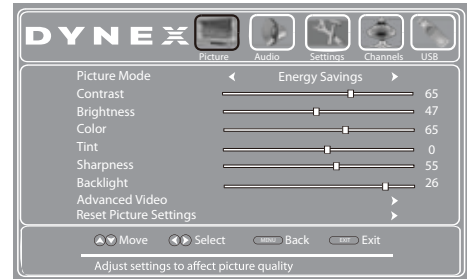 DYNEX
Picture Audio Settings Channels USB
Picture Mode Energy Savings
Contrast 65
Brightness 47
Color 65
Tint 0
Sharpness 55
Backlight 26
Advanced Video
Reset Picture Settings
Move Select MENU Back EXIT Exit
Adjust settings to affect picture quality